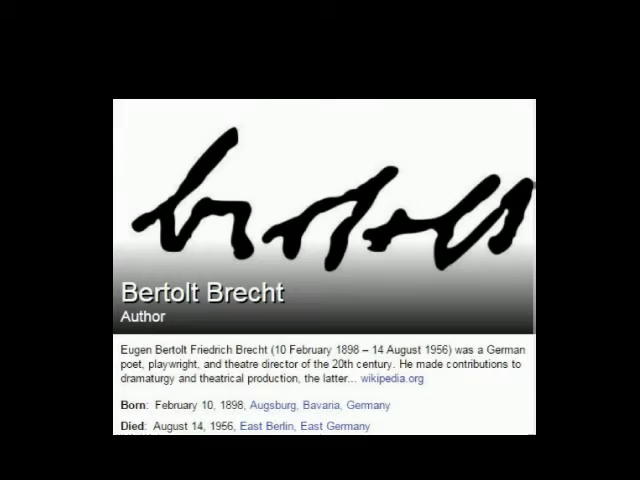 bertolt
Bertolt Brecht
Author
Eugen Bertolt Friedrich Brecht (10 February 1898 – 14 August 1956) was a German
poet, playwright, and theatre director of the 20th century. He made contributions to
dramaturgy and theatrical production, the latter... wikipedia.org
Born: February 10, 1898, Augsburg, Bavaria, Germany
Died: August 14, 1956, East Berlin, East Germany